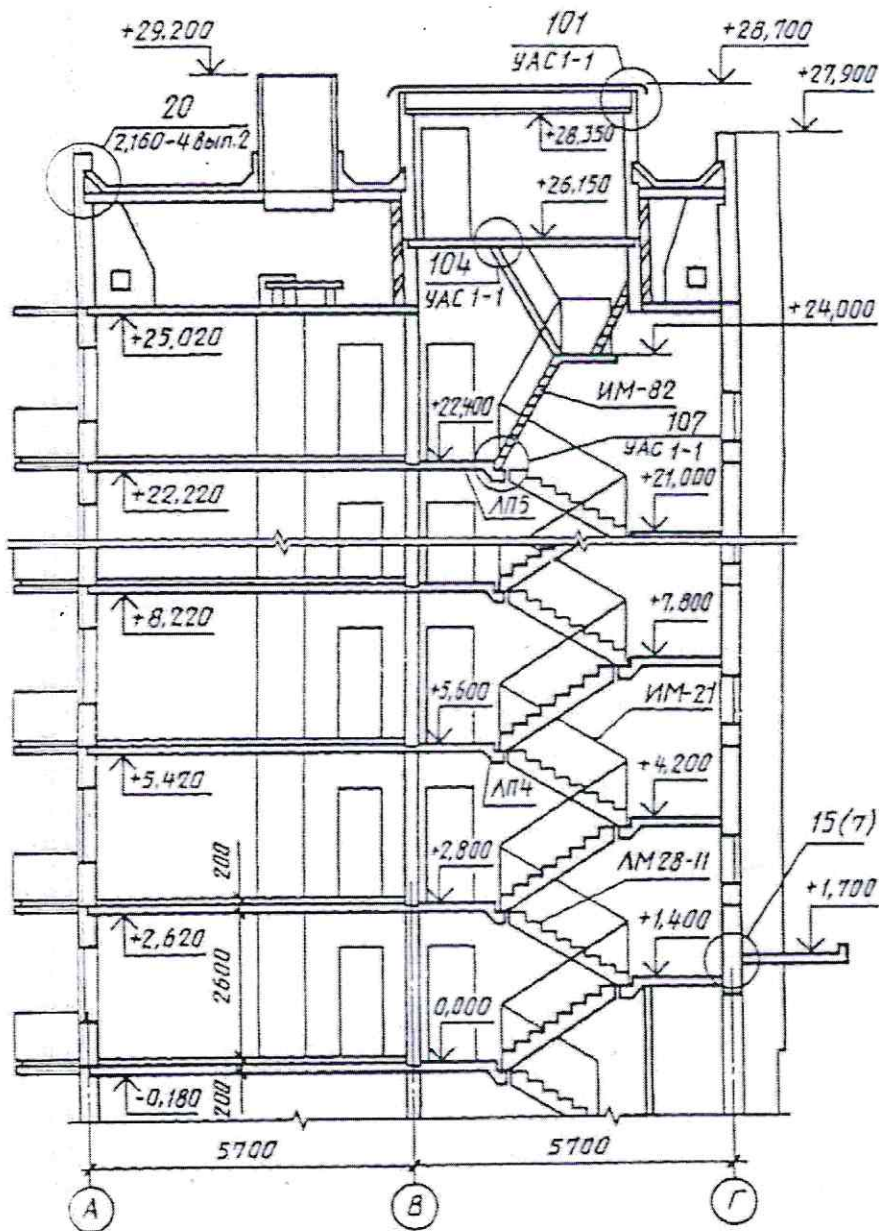 +29.200
101
УАС 1-1
+28,700
+27,900
20
2,160-4 вып.2
+28,350
+26,150
104
УАС 1-1
+24,000
+25,020
ИМ-82
+22,400
107
УАС 1-1
+21,000
+22,220
ЛП5
+8,220
+7,800
+5,600
ИМ-21
+5,420
ЛП4
+4,200
15(7)
200
+2,800
ЛМ 28-11
+1,700
+2,620
+1,400
2600
0,000
-0,180
200
5700
5700
А
В
Г